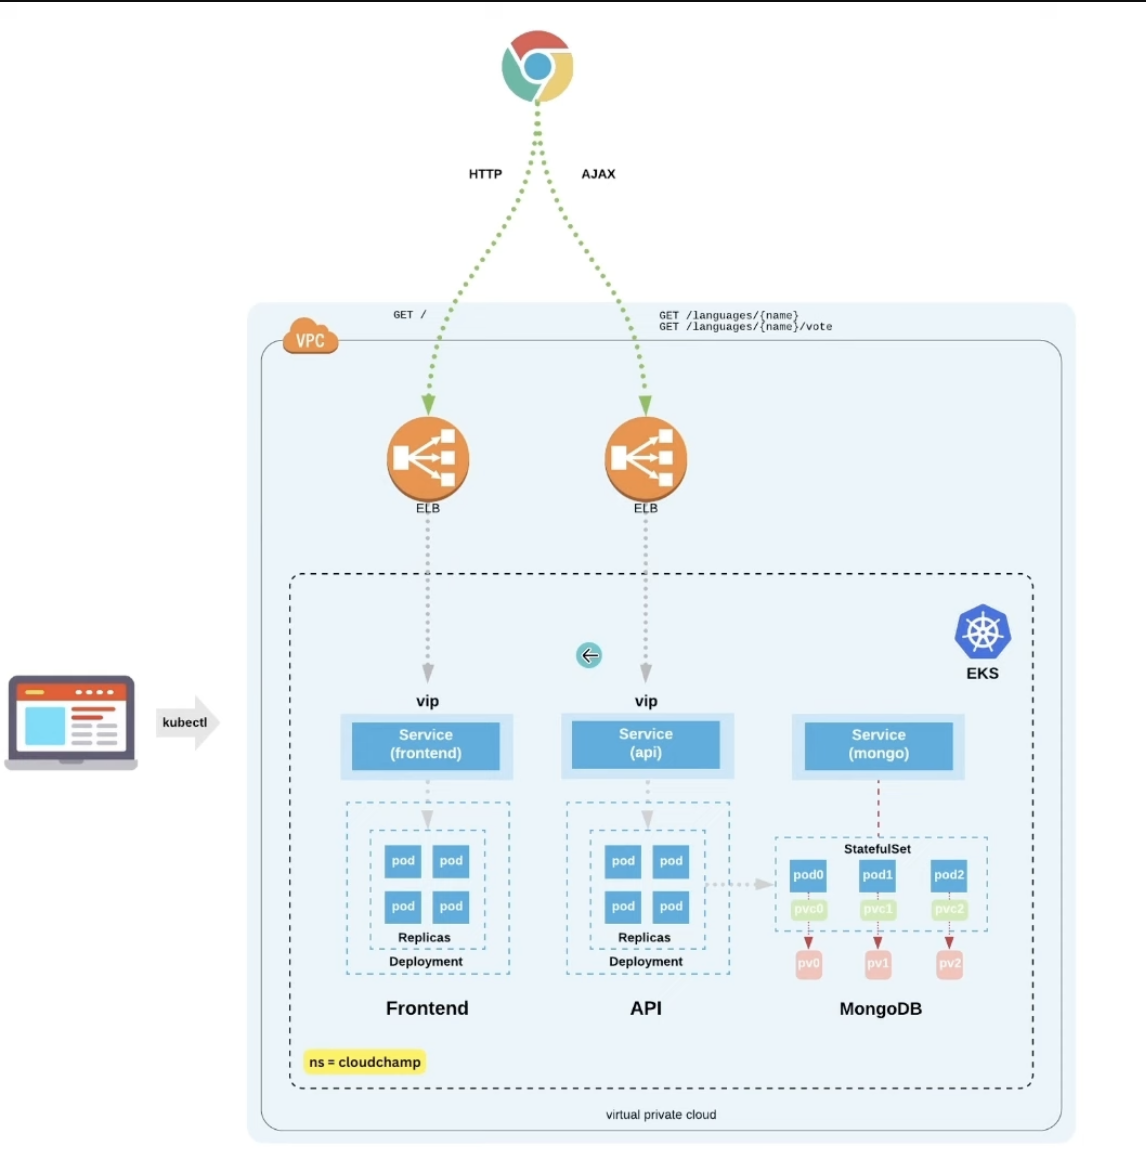 HTTP
AJAX
GET /
GET /languages/{name}
GET /languages/{name}/vote
VPC
ELB
ELB
EKS
kubectl
vip
vip
Service
(frontend)
Service
(api)
Service
(mongo)
pod
pod
pod
pod
Replicas
Deployment
Frontend
pod
pod
pod
pod
Replicas
Deployment
API
StatefulSet
pod0
pod1
pod2
pvc0
pvc1
pvc2
pv0
pv1
pv2
MongoDB
ns = cloudchamp
virtual private cloud